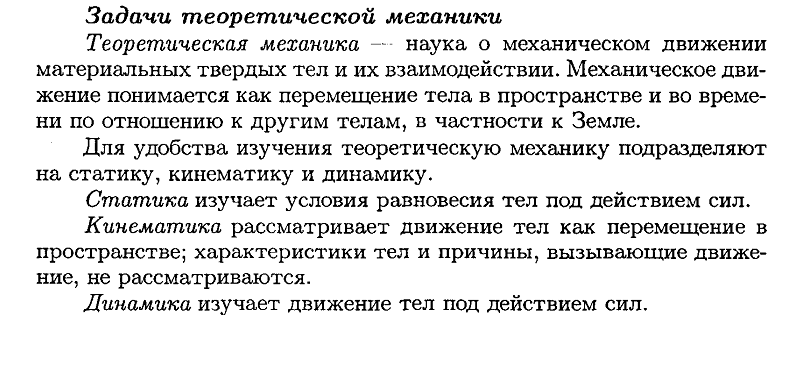 Задачи теоретической механики
Теоретическая механика — наука о механическом движении
материальных твердых тел и их взаимодействии. Механическое дви-
жение понимается как перемещение тела в пространстве и во време-
ни по отношению к другим телам, в частности к Земле.
Для удобства изучения теоретическую механику подразделяют
на статику, кинематику и динамику.
Статика изучает условия равновесия тел под действием сил.
Кинематика рассматривает движение тел как перемещение в
пространстве; характеристики тел и причины, вызывающие движе-
ние, не рассматриваются.
Динамика изучает движение тел под действием сил.